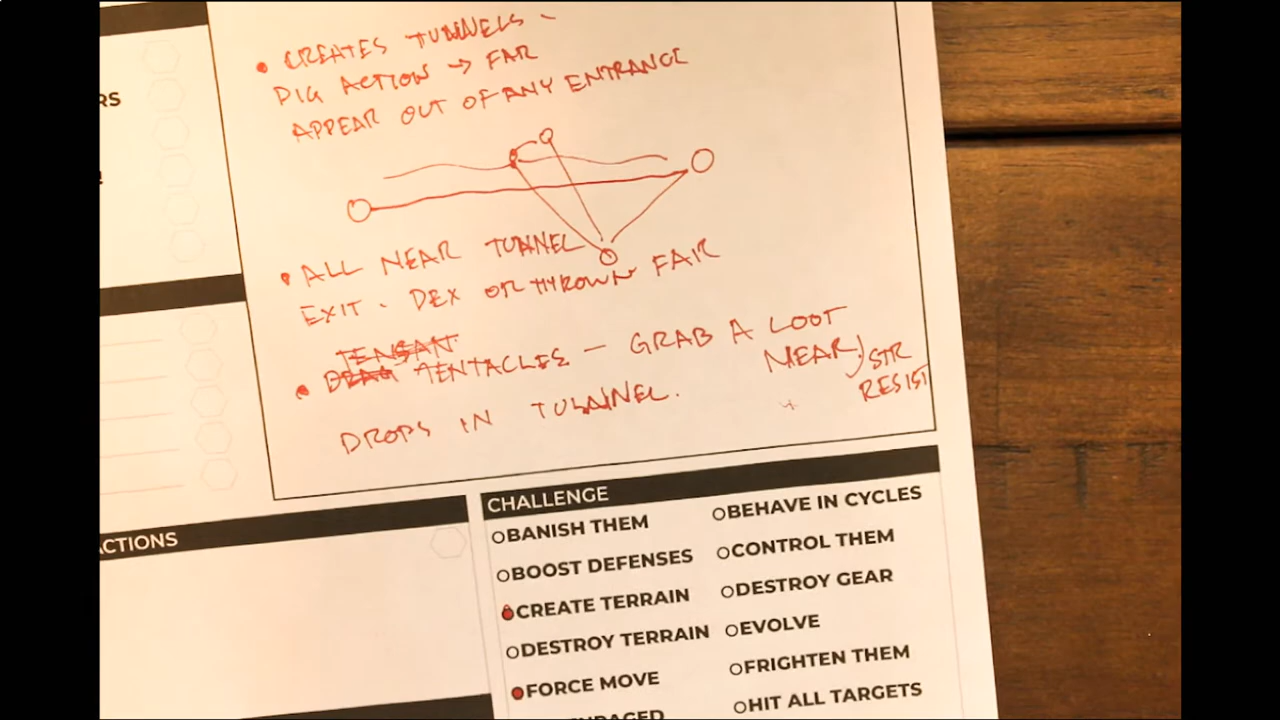 • CREATES TUNNELS -
DIG ACTION → FAR
APPEAR OUT OF ANY ENTRANCE
• ALL NEAR TUNNEL
EXIT - DEX OR THROWN FAR
• TENTACLES - GRAB A LOOT
NEAR) STR
RESIST
DROPS IN TUNNEL.
RS
ACTIONS
CHALLENGE
BANISH THEM
BOOST DEFENSES
CREATE TERRAIN
DESTROY TERRAIN
FORCE MOVE
BEHAVE IN CYCLES
CONTROL THEM
DESTROY GEAR
EVOLVE
FRIGHTEN THEM
HIT ALL TARGETS